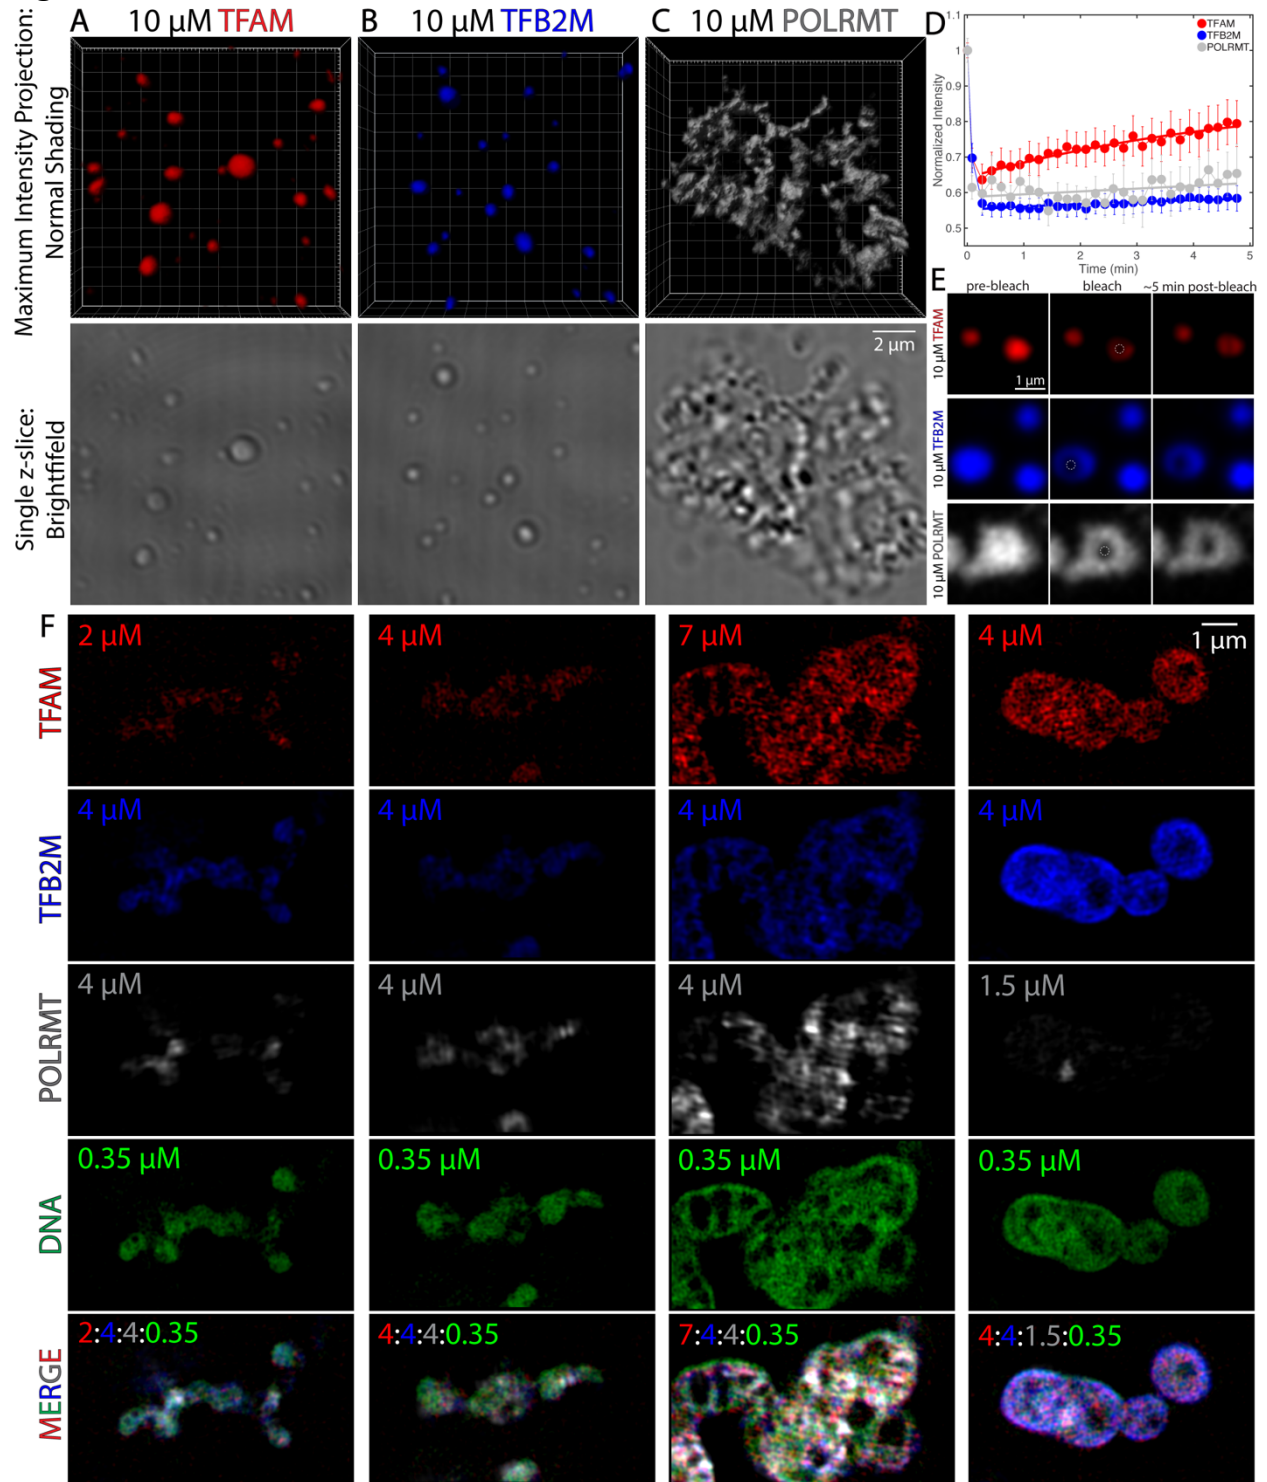 A 10 µM TFAM
B 10 µM TFB2M
C 10 µM POLRMT
Maximum Intensity Projection:
Normal Shading
Single z-slice:
Brightfifeld
2 µm
D
1.1
1
0.9
0.8
0.7
0.6
0.5
Normalized Intensity
0
1
2
3
4
5
Time (min)
TFAM
TFB2M
POLRMT
E
pre-bleach
bleach
~5 min post-bleach
10 µM TFAM
1 µm
10 µM TFB2M
10 µM POLRMT
F
TFAM
2 µM
4 µM
7 µM
4 µM
1 µm
TFB2M
4 µM
4 µM
4 µM
4 µM
POLRMT
4 µM
4 µM
4 µM
1.5 µM
DNA
0.35 µM
0.35 µM
0.35 µM
0.35 µM
MERGE
2:4:4:0.35
4:4:4:0.35
7:4:4:0.35
4:4:1.5:0.35